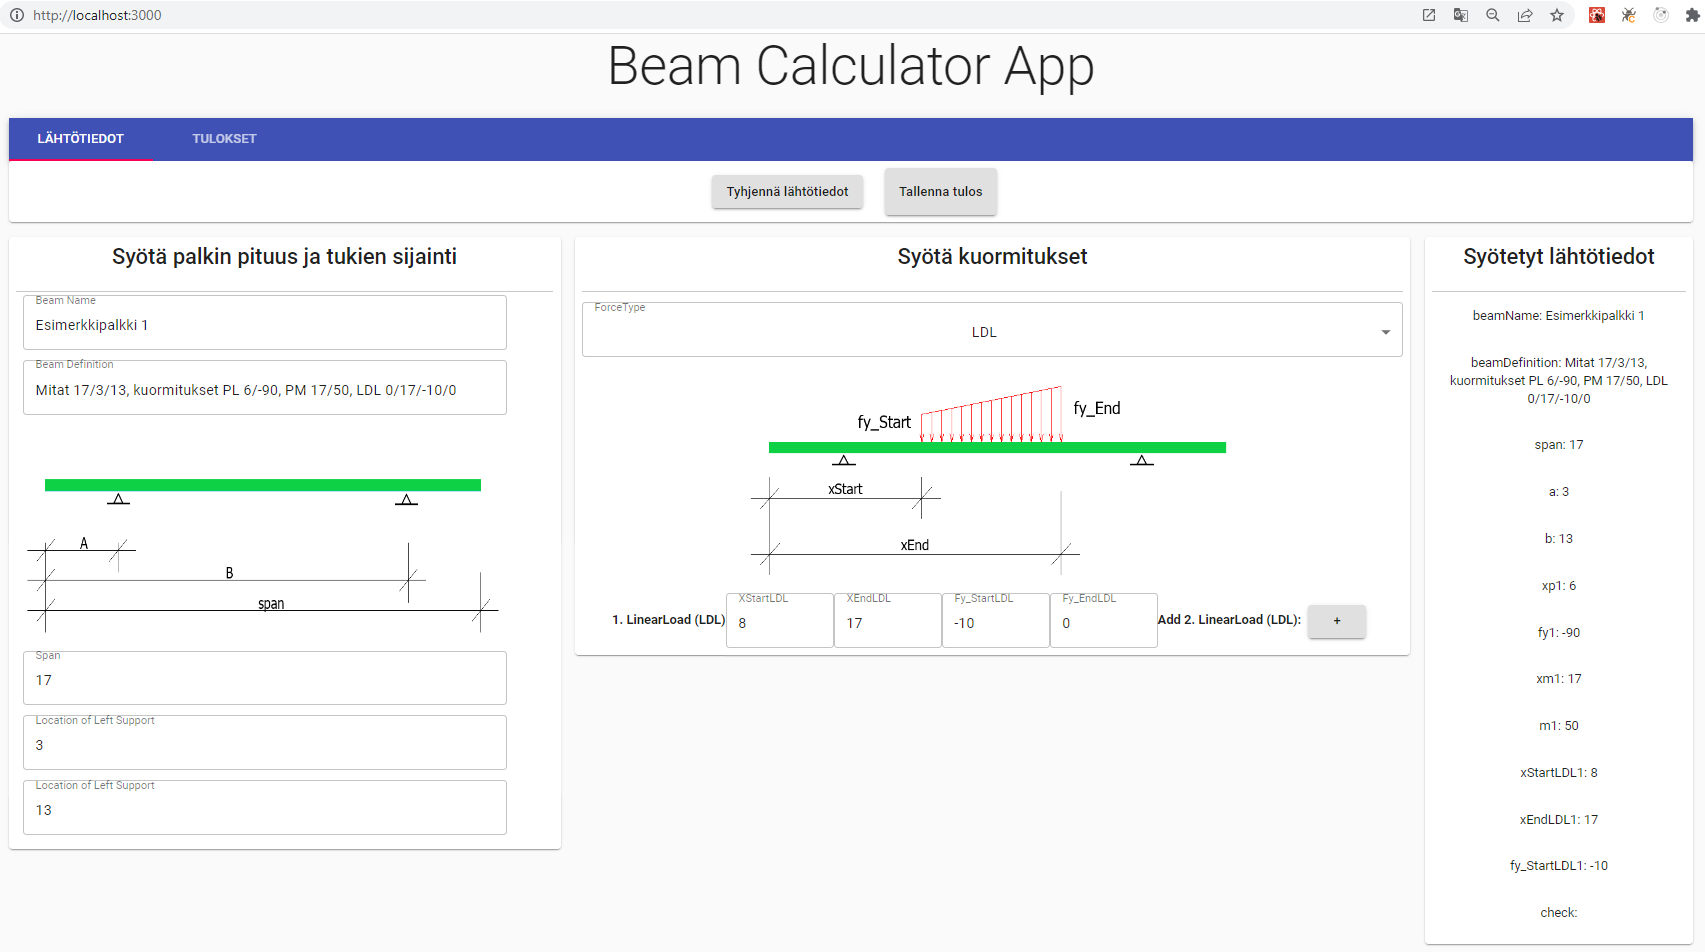 http://localhost:3000
Beam Calculator App
LÄHTÖTIEDOT
TULOKSET
Tyhjennä lähtötiedot
Tallenna tulos
Syötä palkin pituus ja tukien sijainti
Beam Name
Esimerkkipalkki 1
Beam Definition
Mitat 17/3/13, kuormitukset PL 6/-90, PM 17/50, LDL 0/17/-10/0
A
B
span
Span
17
Location of Left Support
3
Location of Left Support
13
Syötä kuormitukset
ForceType
LDL
fy_Start
fy_End
xStart
xEnd
1. LinearLoad (LDL)
XStartLDL
8
XEndLDL
17
Fy_StartLDL
-10
Fy_EndLDL
0
Add 2. LinearLoad (LDL):
+
Syötetyt lähtötiedot
beamName: Esimerkkipalkki 1
beamDefinition: Mitat 17/3/13,
kuormitukset PL 6/-90, PM 17/50, LDL
0/17/-10/0
span: 17
a: 3
b: 13
xp1: 6
fy1: -90
xm1: 17
m1: 50
xStartLDL1: 8
xEndLDL1: 17
fy_StartLDL1: -10
check: